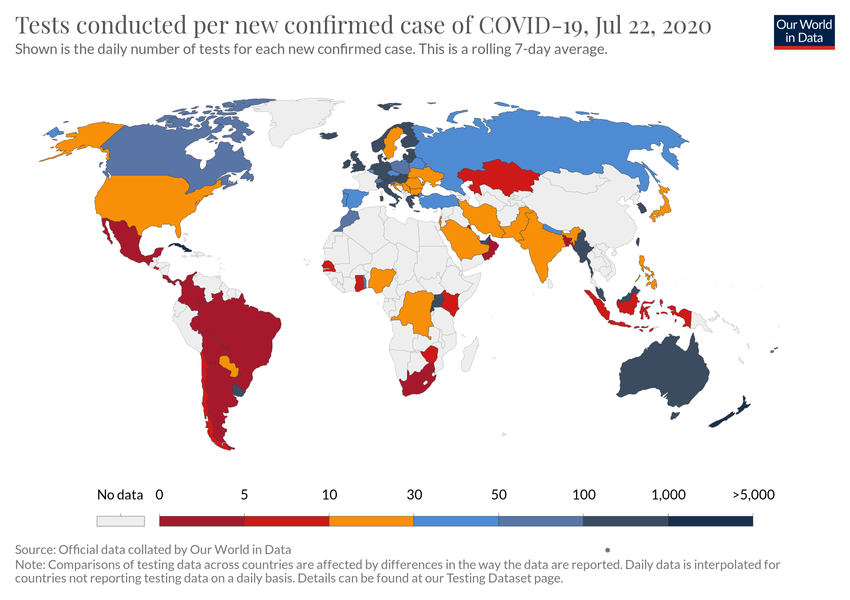 Tests conducted per new confirmed case of COVID-19, Jul 22, 2020
Shown is the daily number of tests for each new confirmed case. This is a rolling 7-day average.
Our World
in Data
No data 0 5 10 30 50 100 1,000 >5,000
Source: Official data collated by Our World in Data
Note: Comparisons of testing data across countries are affected by differences in the way the data are reported. Daily data is interpolated for
countries not reporting testing data on a daily basis. Details can be found at our Testing Dataset page.